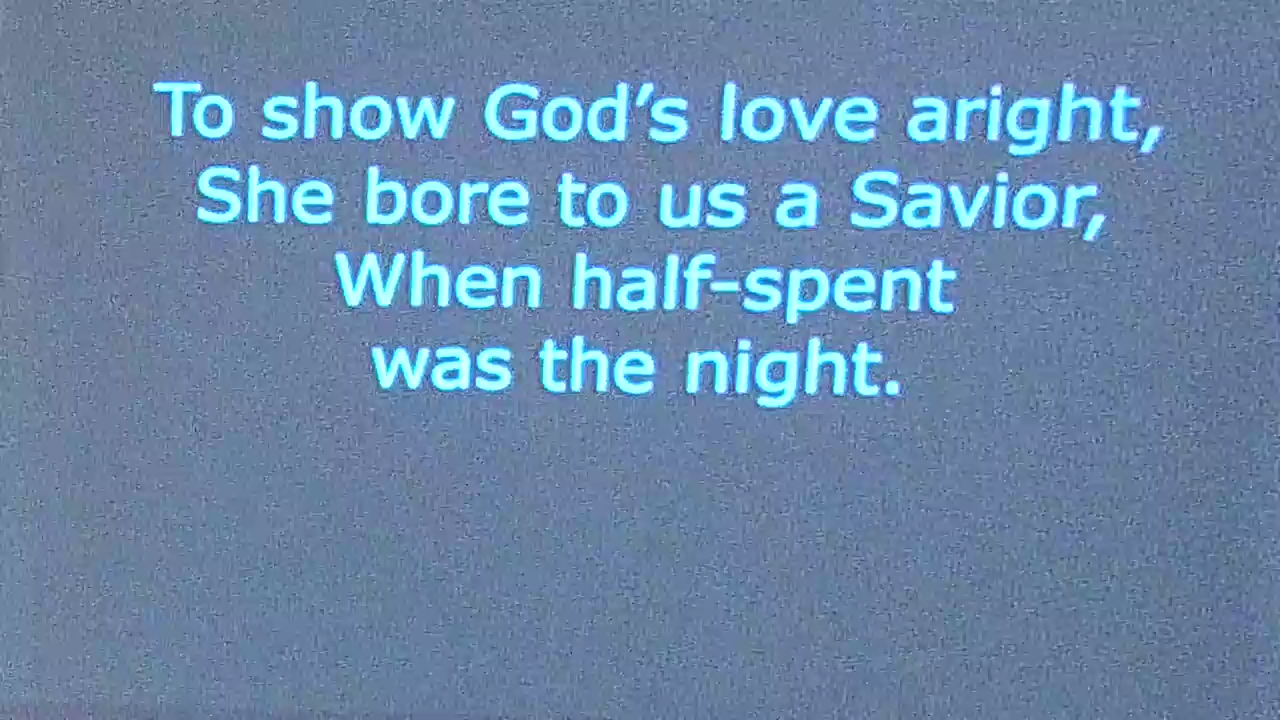 To show God's love aright,
She bore to us a Savior,
When half-spent
was the night.